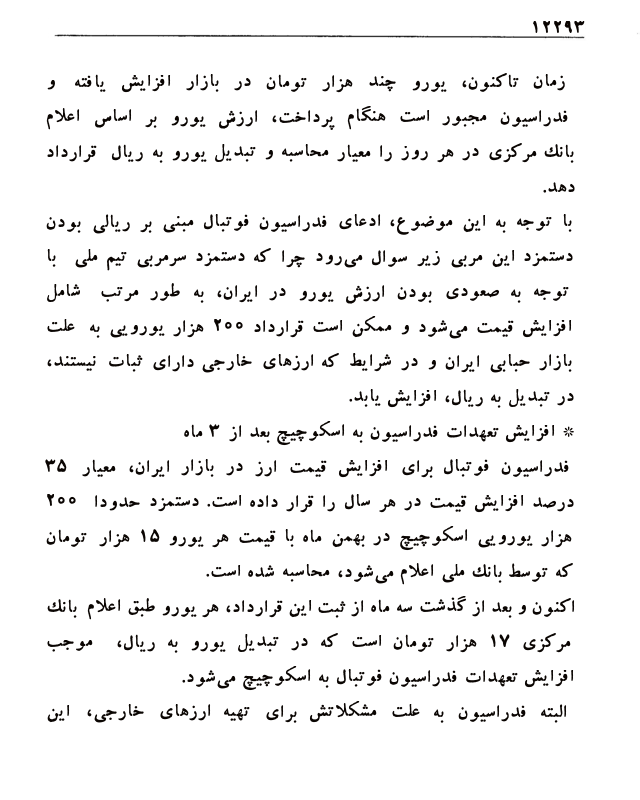 ۱۲۲۹۳
زمان تاکنون، یورو چند هزار تومان در بازار افزایش یافته و
فدراسیون مجبور است هنگام پرداخت، ارزش یورو بر اساس اعلام
بانك مرکزی در هر روز را معیار محاسبه و تبدیل یورو به ریال قرارداد
دهد.
با توجه به این موضوع، ادعای فدراسیون فوتبال مبنی بر ریالی بودن
دستمزد این مربی زیر سوال می‌رود چرا که دستمزد سرمربی تیم ملی با
توجه به صعودی بودن ارزش یورو در ایران، به طور مرتب شامل
افزایش قیمت می‌شود و ممکن است قرارداد ۲۰۰ هزار یورویی به علت
بازار حبابی ایران و در شرایط که ارزهای خارجی دارای ثبات نیستند،
در تبدیل به ریال، افزایش یابد.
* افزایش تعهدات فدراسیون به اسکوچیچ بعد از ۳ ماه
فدراسیون فوتبال برای افزایش قیمت ارز در بازار ایران، معیار ۳۵
درصد افزایش قیمت در هر سال را قرار داده است. دستمزد حدودا ۲۰۰
هزار یورویی اسکوچیچ در بهمن ماه با قیمت هر یورو ۱۵ هزار تومان
که توسط بانك ملی اعلام می‌شود، محاسبه شده است.
اکنون و بعد از گذشت سه ماه از ثبت این قرارداد، هر یورو طبق اعلام بانك
مرکزی ۱۷ هزار تومان است که در تبدیل یورو به ریال، موجب
افزایش تعهدات فدراسیون فوتبال به اسکوچیچ می‌شود.
البته فدراسیون به علت مشکلاتش برای تهیه ارزهای خارجی، این